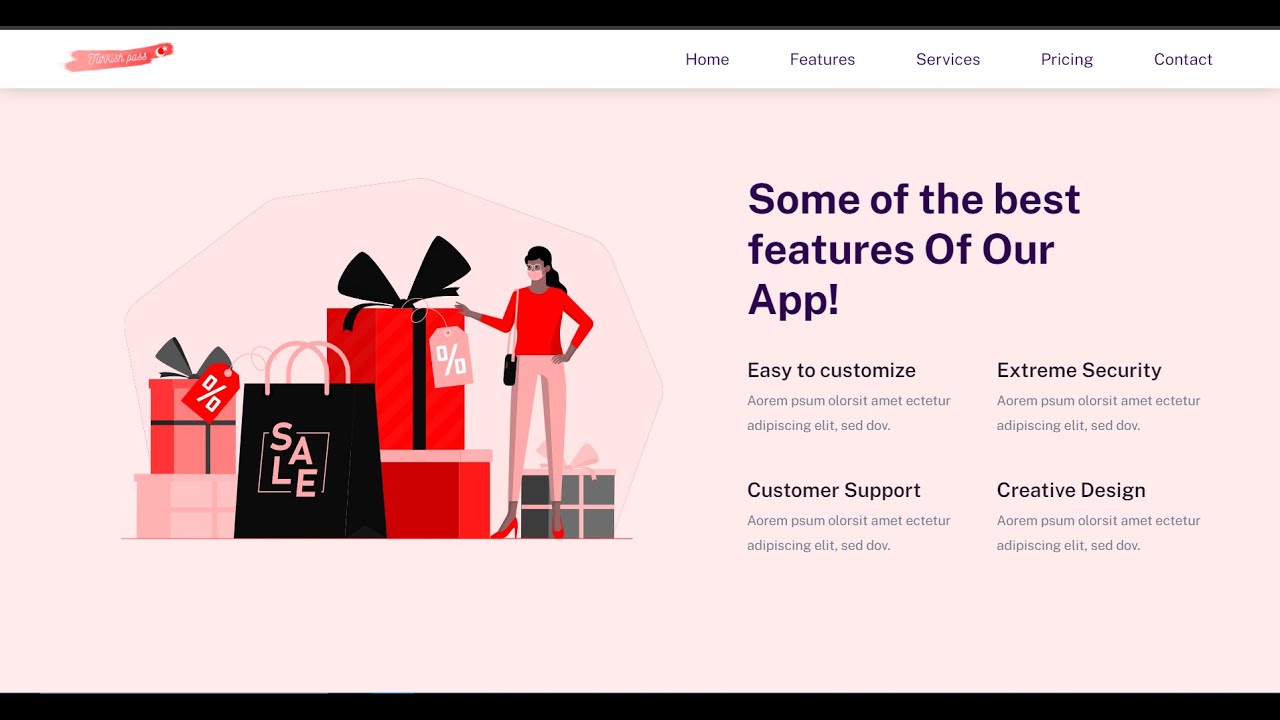 Turkish pass
Home Features Services Pricing Contact
Some of the best
features Of Our
App!
Easy to customize
Aorem psum olorsit amet ectetur
adipiscing elit, sed dov.
Extreme Security
Aorem psum olorsit amet ectetur
adipiscing elit, sed dov.
Customer Support
Aorem psum olorsit amet ectetur
adipiscing elit, sed dov.
Creative Design
Aorem psum olorsit amet ectetur
adipiscing elit, sed dov.
%
%
SALE